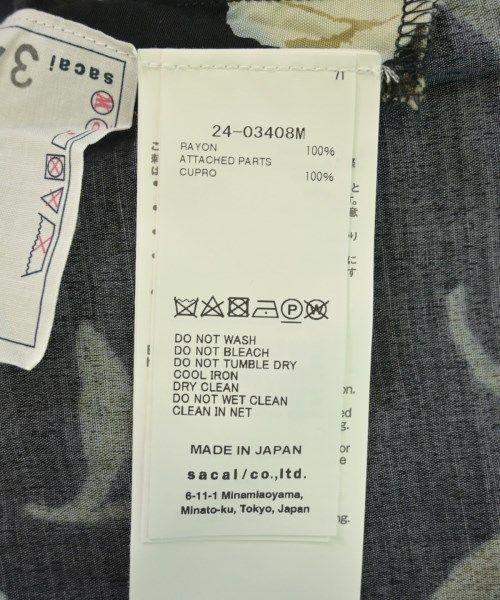 sacai
3
71
24-03408M
RAYON 100%
ATTACHED PARTS
CUPRO 100%
DO NOT WASH
DO NOT BLEACH
DO NOT TUMBLE DRY
COOL IRON
DRY CLEAN
DO NOT WET CLEAN
CLEAN IN NET
MADE IN JAPAN
sacai/co.,ltd.
6-11-1 Minamiaoyama,
Minato-ku, Tokyo, Japan